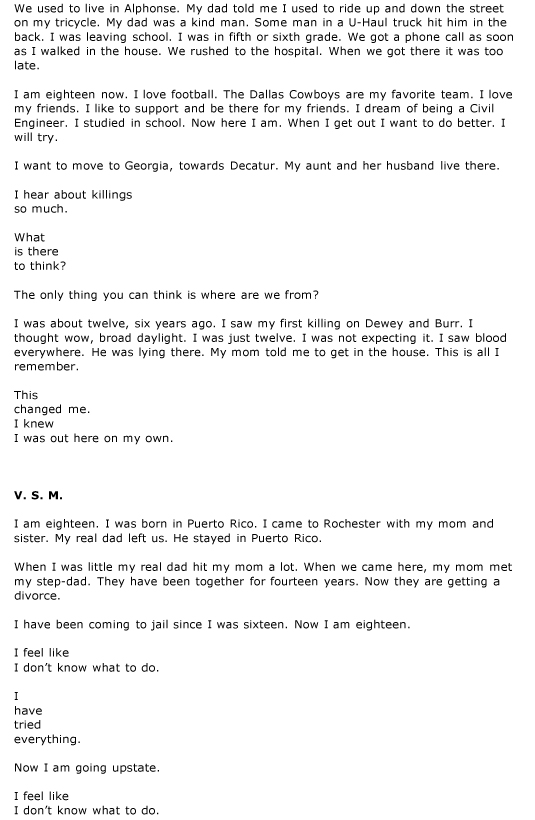 We used to live in Alphonse. My dad told me I used to ride up and down the street
on my tricycle. My dad was a kind man. Some man in a U-Haul truck hit him in the
back. I was leaving school. I was in fifth or sixth grade. We got a phone call as soon
as I walked in the house. We rushed to the hospital. When we got there it was too
late.
I am eighteen now. I love football. The Dallas Cowboys are my favorite team. I love
my friends. I like to support and be there for my friends. I dream of being a Civil
Engineer. I studied in school. Now here I am. When I get out I want to do better. I
will try.
I want to move to Georgia, towards Decatur. My aunt and her husband live there.
I hear about killings
so much.
What
is there
to think?
The only thing you can think is where are we from?
I was about twelve, six years ago. I saw my first killing on Dewey and Burr. I
thought wow, broad daylight. I was just twelve. I was not expecting it. I saw blood
everywhere. He was lying there. My mom told me to get in the house. This is all I
remember.
This
changed me.
I knew
I was out here on my own.
V. S. M.
I am eighteen. I was born in Puerto Rico. I came to Rochester with my mom and
sister. My real dad left us. He stayed in Puerto Rico.
When I was little my real dad hit my mom a lot. When we came here, my mom met
my step-dad. They have been together for fourteen years. Now they are getting a
divorce.
I have been coming to jail since I was sixteen. Now I am eighteen.
I feel like
I don’t know what to do.
I
have
tried
everything.
Now I am going upstate.
I feel like
I don’t know what to do.